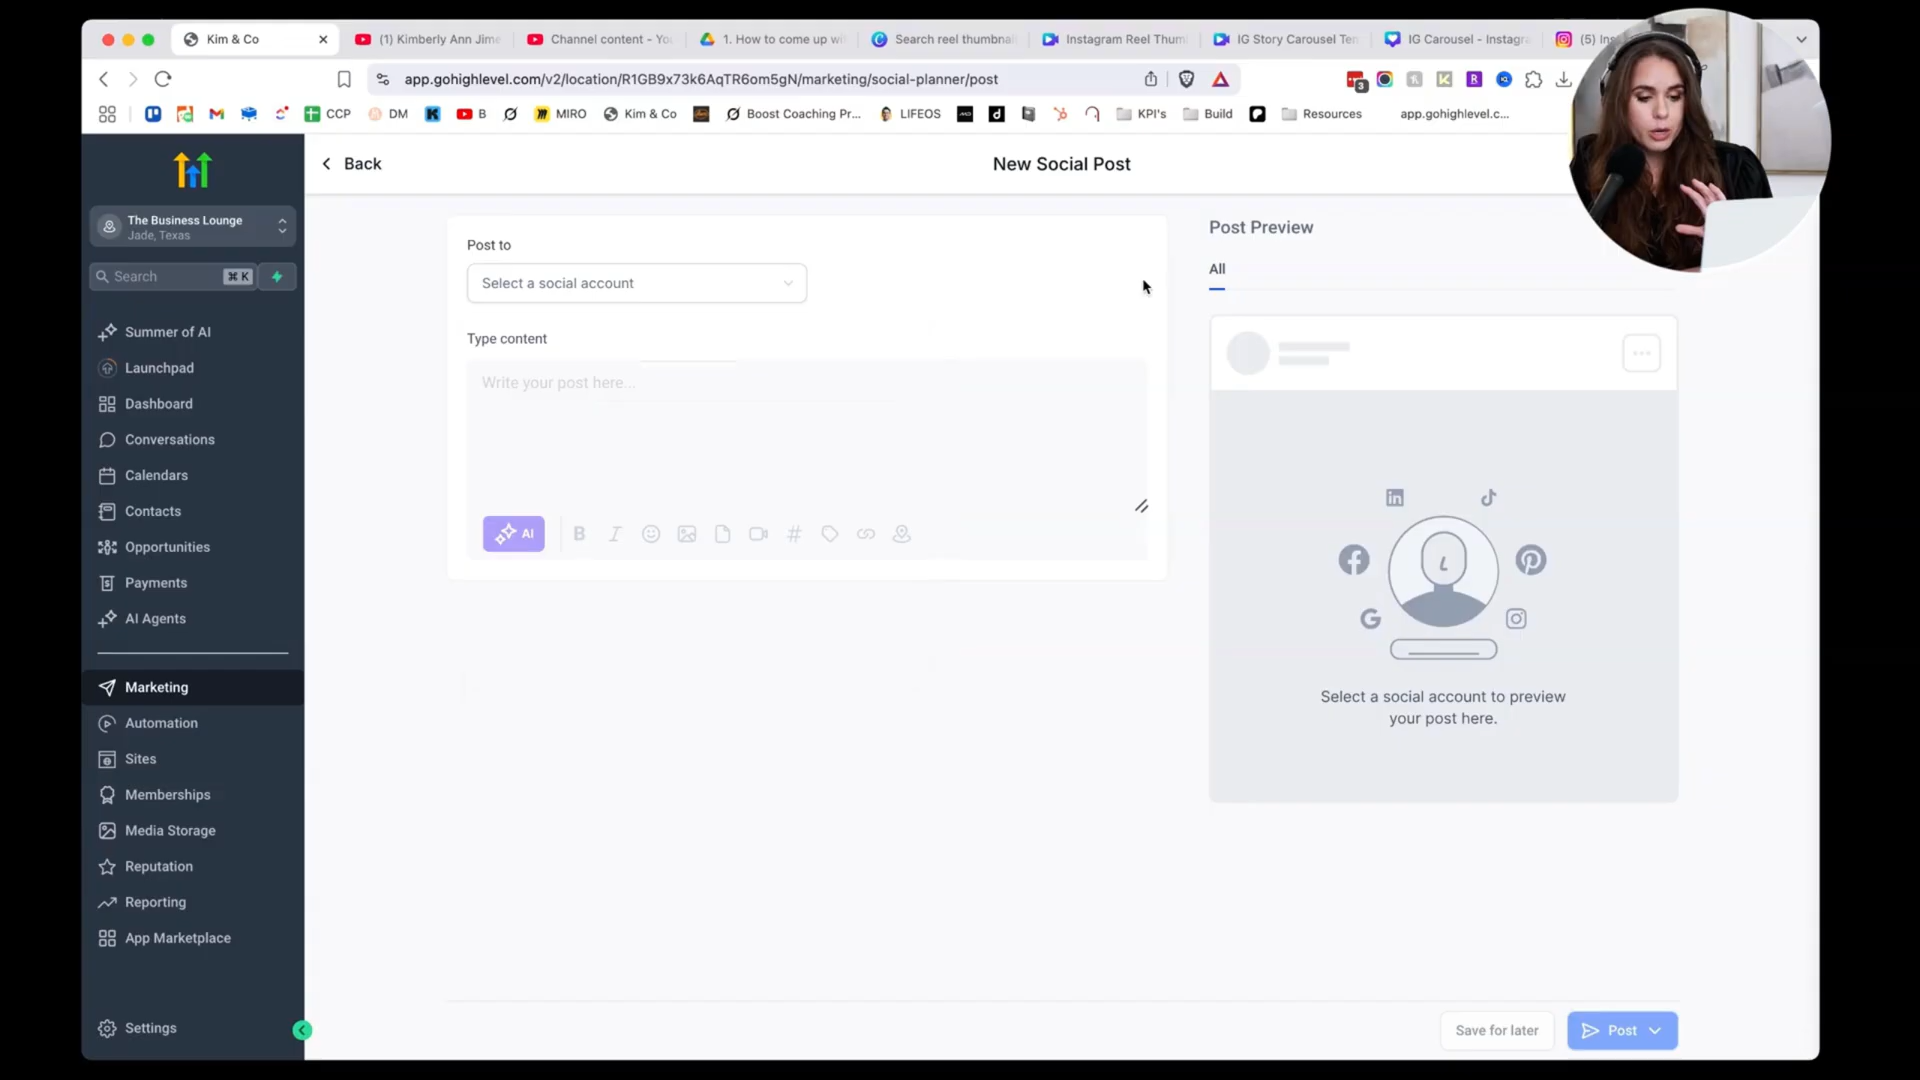 Kim & Co
(1) Kimberly Ann Jime
Channel content - You
1. How to come up wi
Search reel thumbnai
Instagram Reel Thum
IG Story Carousel Ten
IG Carousel - Instagra
(5) Ins
app.gohighlevel.com/v2/location/R1GB9x73k6AqTR6om5gN/marketing/social-planner/post
3
CCP
DM
B
MIRO
Kim & Co
Boost Coaching Pr...
LIFEOS
KPI's
Build
Resources
app.gohighlevel.c...
The Business Lounge
Jade, Texas
Search
⌘ K
Summer of AI
Launchpad
Dashboard
Conversations
Calendars
Contacts
Opportunities
Payments
AI Agents
Marketing
Automation
Sites
Memberships
Media Storage
Reputation
Reporting
App Marketplace
Settings
Back
New Social Post
Post to
Select a social account
Type content
Write your post here...
AI
B
I
#
Post Preview
All
Select a social account to preview
your post here.
Save for later
Post